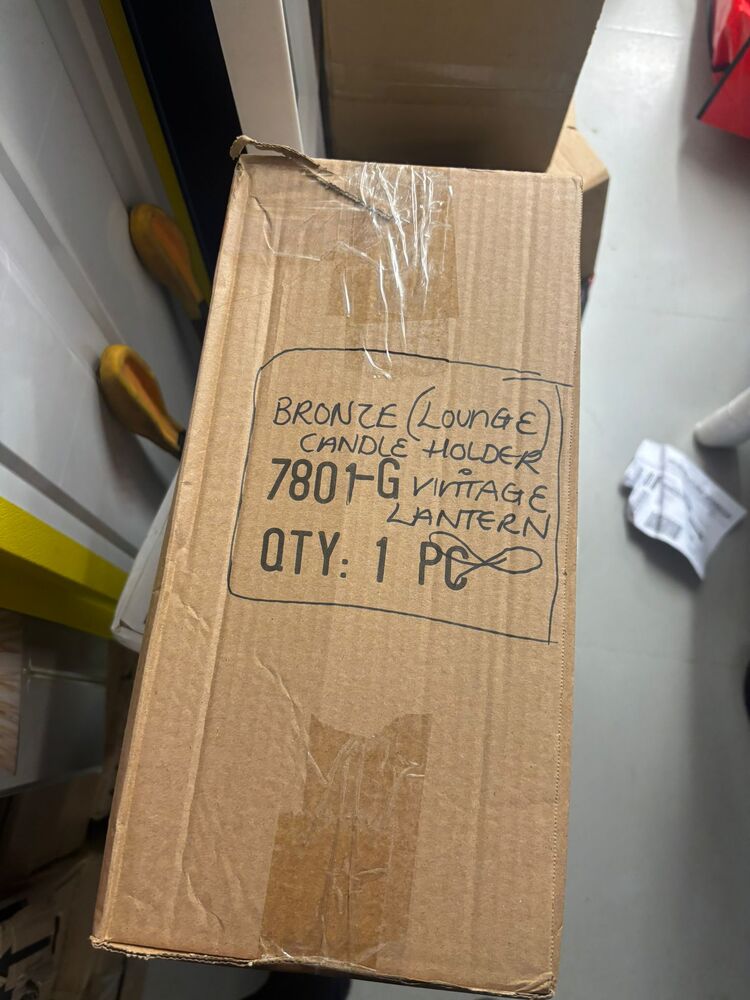 BRONZE (LOUNGE)
CANDLE HOLDER
7801-G VINTAGE
LANTERN
QTY: 1 PC